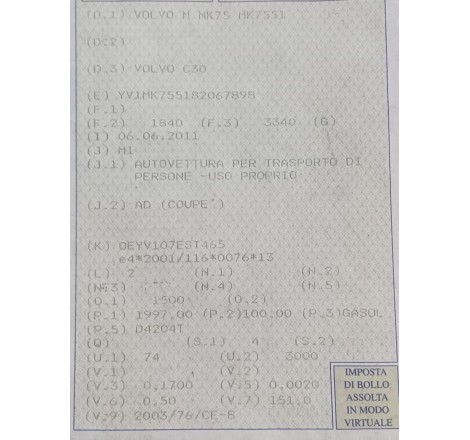 (D.1) VOLVO M MK75 MK7551
(D.2)
(D.3) VOLVO C30
(E) YV1MK755182067898
(F.1)
(F.2) 1840 (F.3) 3340 (G)
(I) 06.06.2011
(J) M1
(J.1) AUTOVETTURA PER TRASPORTO DI
PERSONE -USO PROPRIO
(J.2) AD (COUPE')
(K) OEYV107EST465
e4*2001/116*0076*13
(L) 2 (N.1) (N.2)
(N.3) (N.4) (N.5)
(O.1) 1500 (O.2)
(P.1) 1997.00 (P.2)100.00 (P.3)GASOL
(P.5) D4204T
(Q) (S.1) 4 (S.2)
(U.1) 74 (U.2) 3000
(V.1) (V.2)
(V.3) 0,1700 (V.5) 0,0020
(V.6) 0.50 (V.7) 151.0
(V.9) 2003/76/CE-B
IMPOSTA
DI BOLLO
ASSOLTA
IN MODO
VIRTUALE